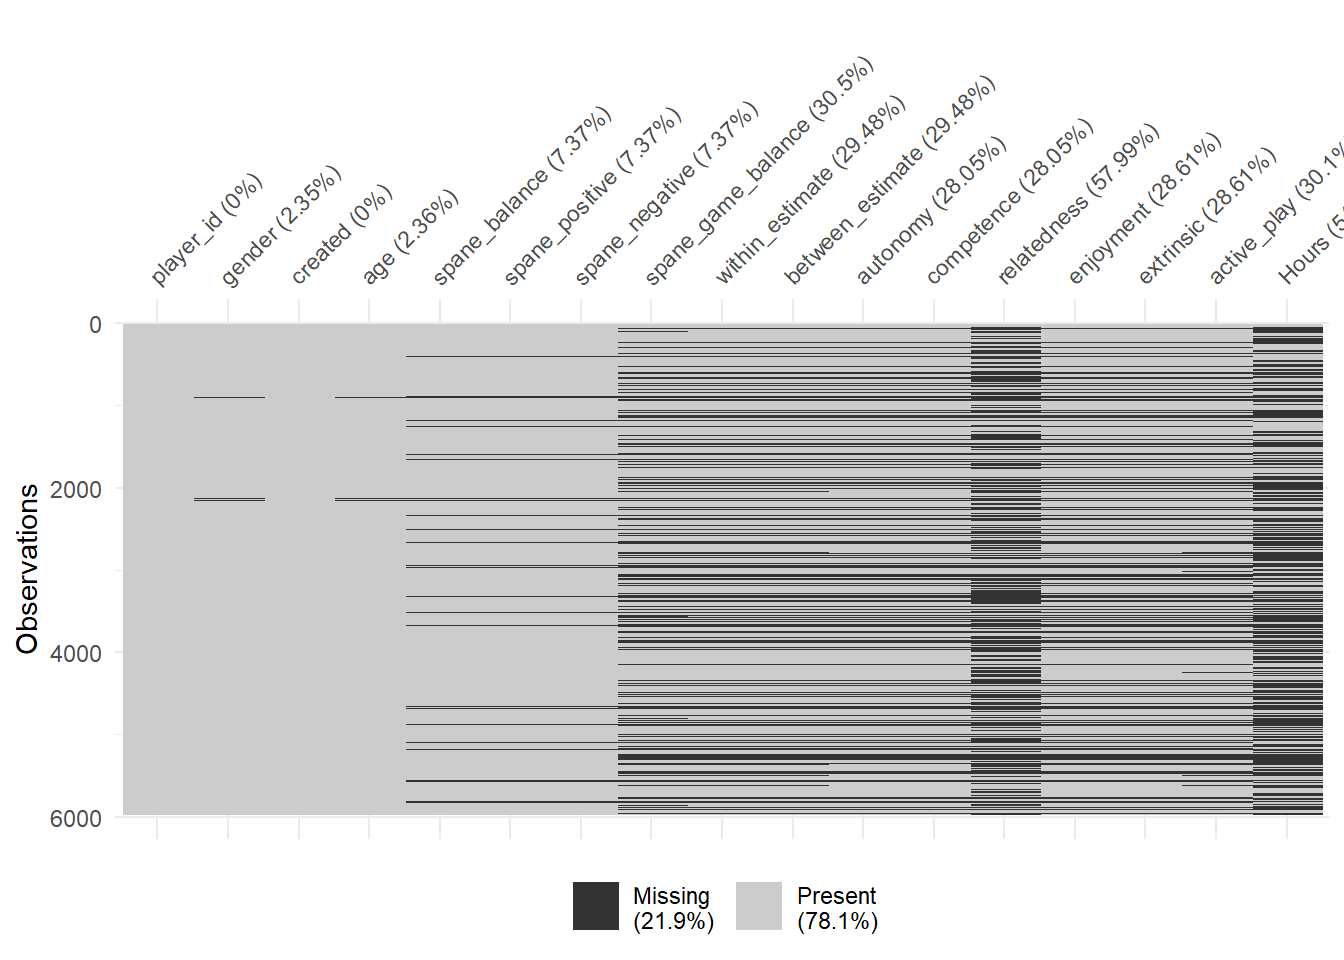 player_id (0%)
gender (2.35%)
created (0%)
age (2.36%)
spane_balance (7.37%)
spane_positive (7.37%)
spane_negative (7.37%)
spane_game_balance (30.5%)
within_estimate (29.48%)
between_estimate (29.48%)
autonomy (28.05%)
competence (28.05%)
relatedness (57.99%)
enjoyment (28.61%)
extrinsic (28.61%)
active_play (30.1%
Hours (5
0
2000
4000
6000
Observations
Missing
(21.9%)
Present
(78.1%)